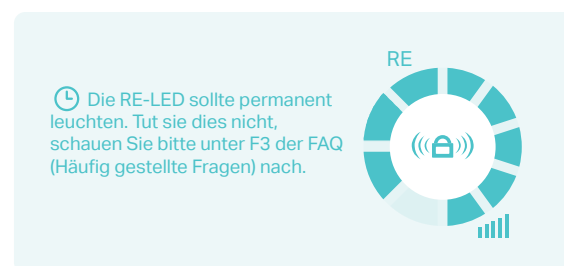 RE
Die RE-LED sollte permanent
leuchten. Tut sie dies nicht,
schauen Sie bitte unter F3 der FAQ
(Häufig gestellte Fragen) nach.